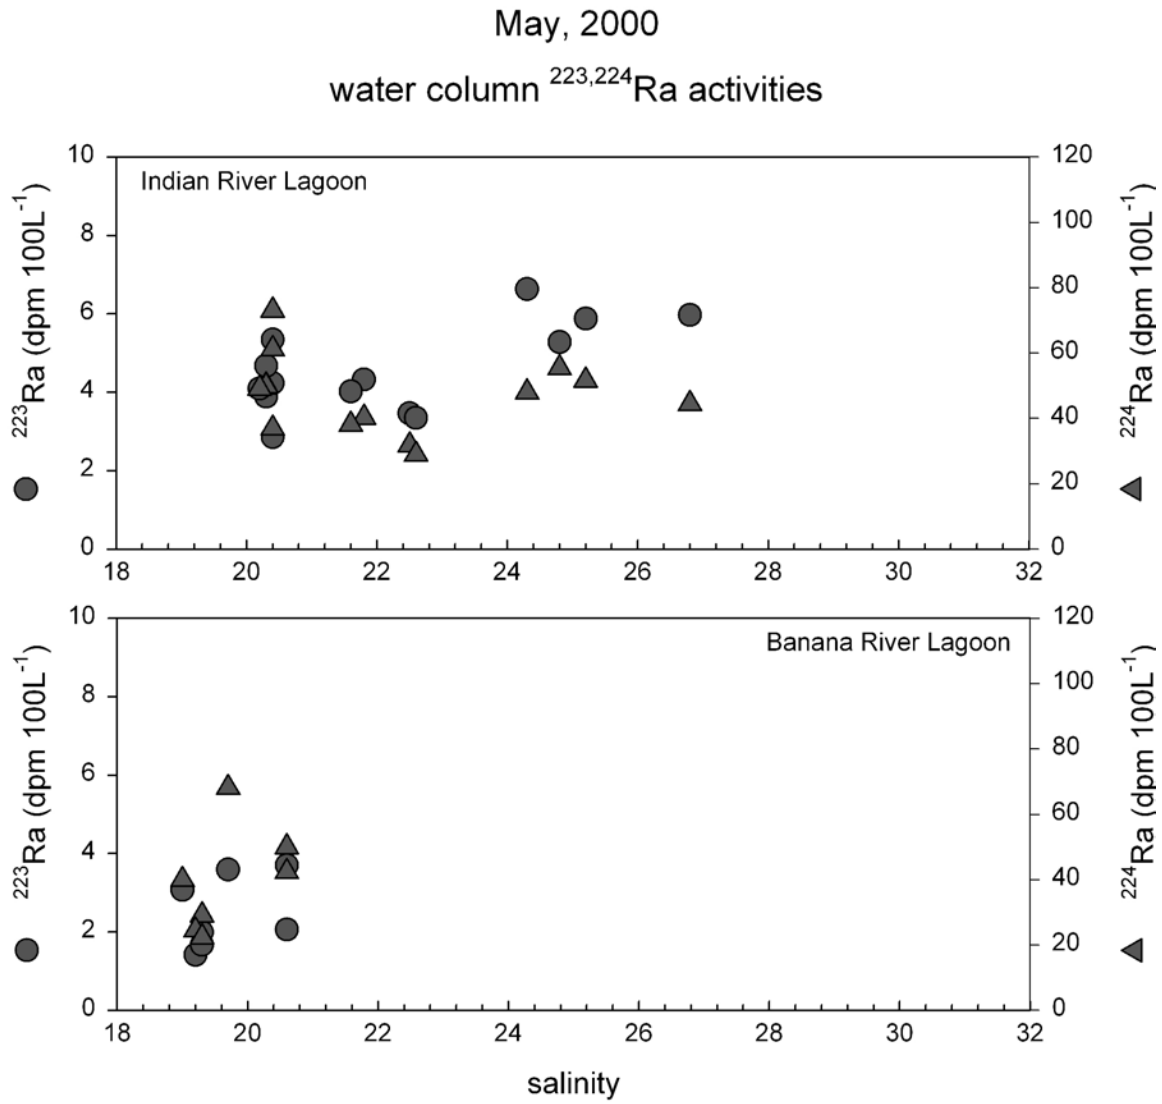 May, 2000
water column 223,224Ra activities
Indian River Lagoon
223Ra (dpm 100L-1)
10
8
6
4
2
0
224Ra (dpm 100L-1)
120
100
80
60
40
20
0
18 20 22 24 26 28 30 32
Banana River Lagoon
223Ra (dpm 100L-1)
10
8
6
4
2
0
224Ra (dpm 100L-1)
120
100
80
60
40
20
0
18 20 22 24 26 28 30 32
salinity